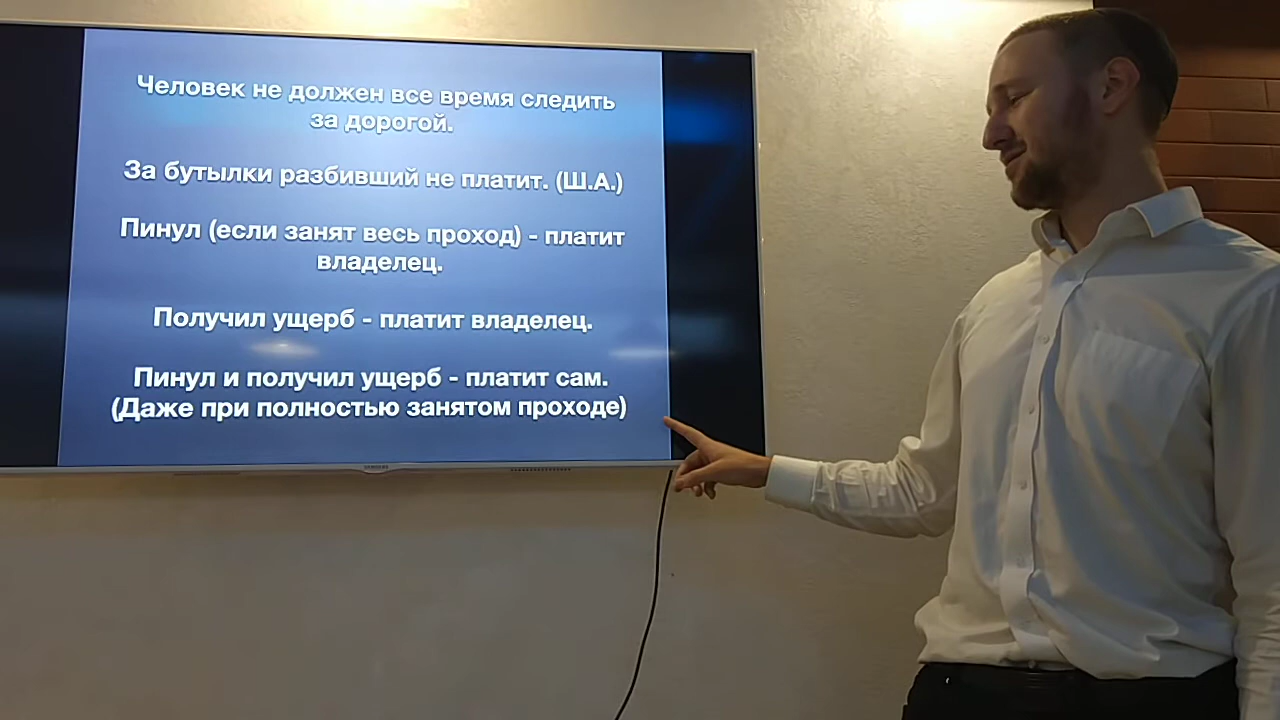 Человек не должен все время следить
за дорогой.
За бутылки разбивший не платит. (Ш.А.)
Пинул (если занят весь проход) - платит
владелец.
Получил ущерб - платит владелец.
Пинул и получил ущерб - платит сам.
(Даже при полностью занятом проходе)
SAMSUNG